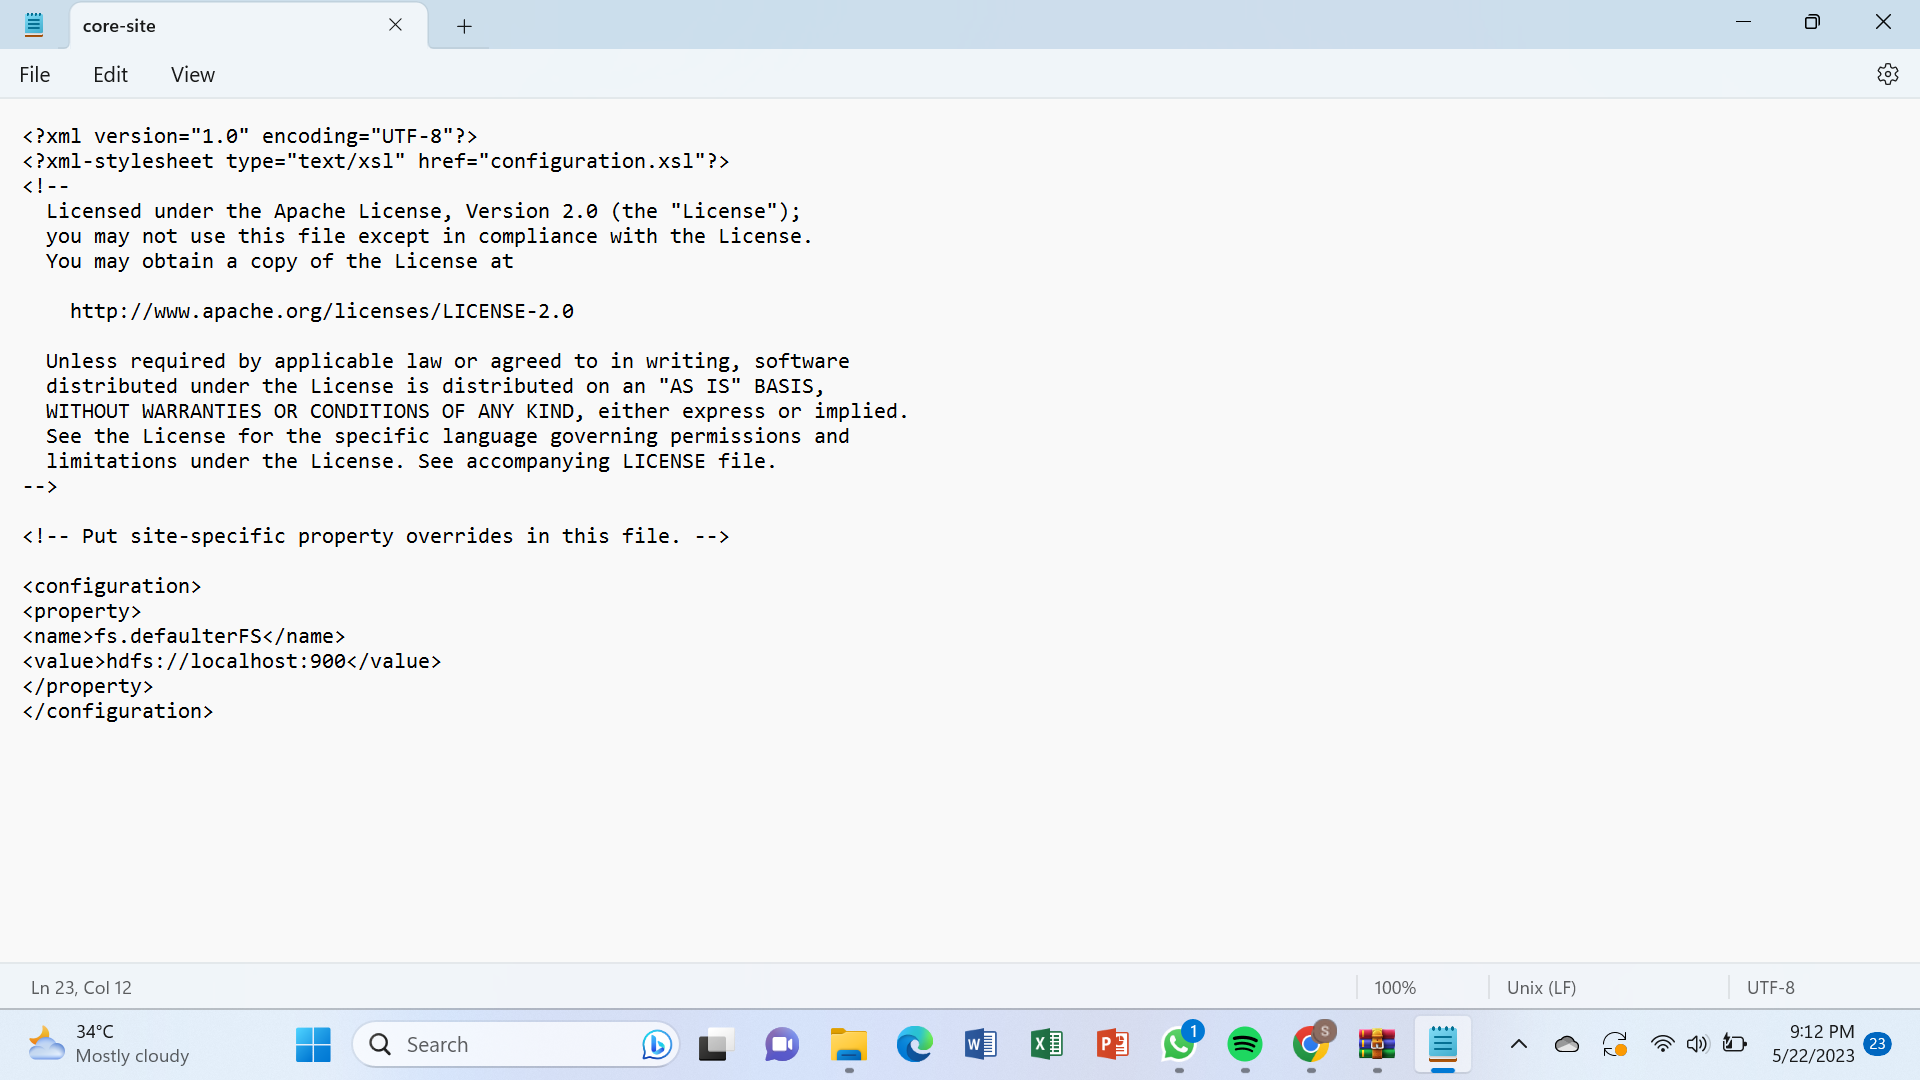 core-site
File Edit View
<?xml version="1.0" encoding="UTF-8"?>
<?xml-stylesheet type="text/xsl" href="configuration.xsl"?>
<!--
  Licensed under the Apache License, Version 2.0 (the "License");
  you may not use this file except in compliance with the License.
  You may obtain a copy of the License at

    http://www.apache.org/licenses/LICENSE-2.0

  Unless required by applicable law or agreed to in writing, software
  distributed under the License is distributed on an "AS IS" BASIS,
  WITHOUT WARRANTIES OR CONDITIONS OF ANY KIND, either express or implied.
  See the License for the specific language governing permissions and
  limitations under the License. See accompanying LICENSE file.
-->

<!-- Put site-specific property overrides in this file. -->

<configuration>
<property>
<name>fs.defaulterFS</name>
<value>hdfs://localhost:900</value>
</property>
</configuration>
Ln 23, Col 12 100% Unix (LF) UTF-8
34°C
Mostly cloudy
Search
1
S
9:12 PM
5/22/2023
23